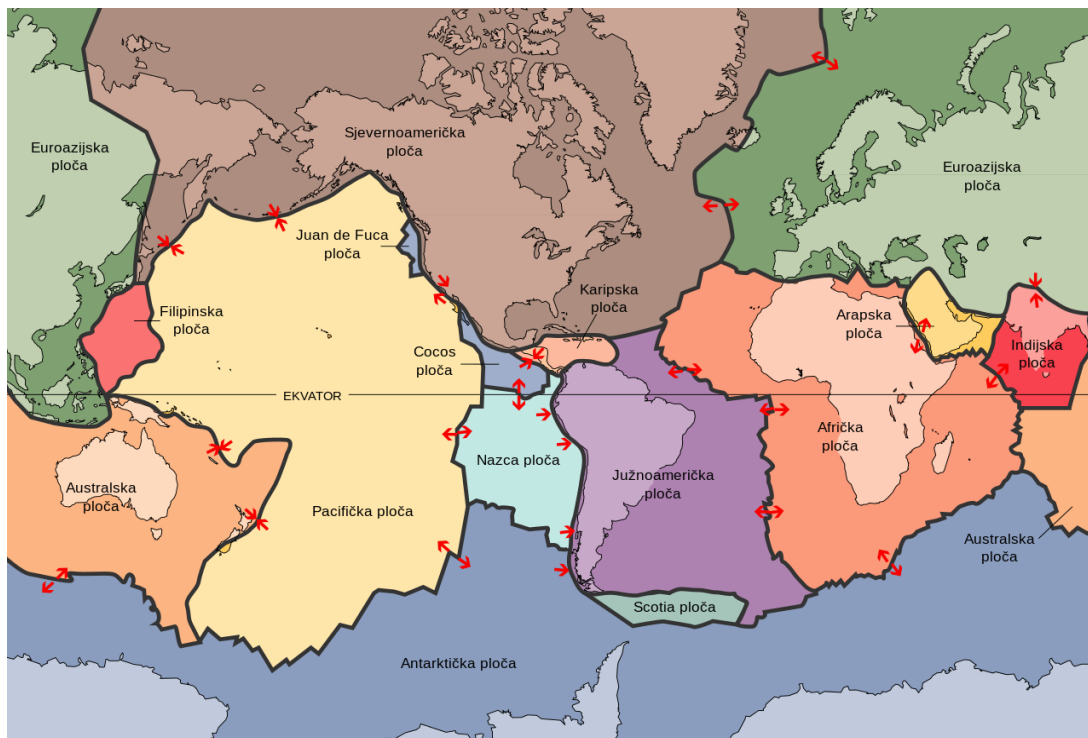 Sjevernoamerička
ploča
Euroazijska
ploča
Euroazijska
ploča
Juan de Fuca
ploča
Karipska
ploča
Filipinska
ploča
Arapska
ploča
Indijska
ploča
Cocos
ploča
EKVATOR
Afrička
ploča
Nazca ploča
Južnoamerička
ploča
Australska
ploča
Pacifička ploča
Australska
ploča
Scotia ploča
Antarktička ploča